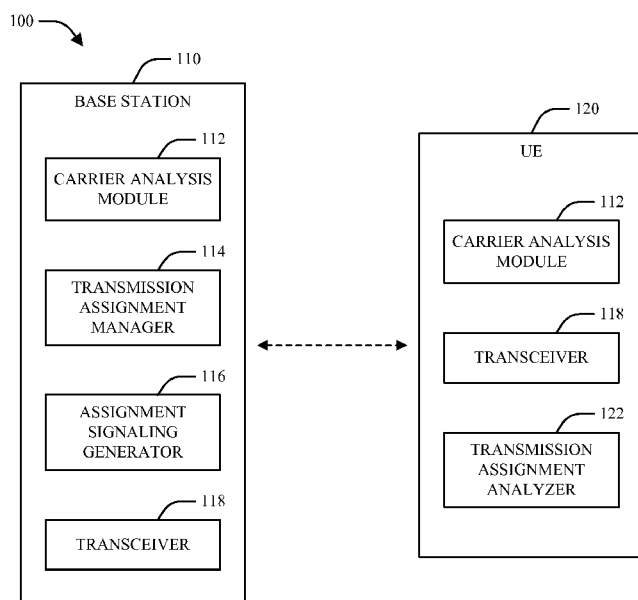 100
110
BASE STATION
112
CARRIER ANALYSIS
MODULE
114
TRANSMISSION
ASSIGNMENT
MANAGER
116
ASSIGNMENT
SIGNALING
GENERATOR
118
TRANSCEIVER
120
UE
112
CARRIER ANALYSIS
MODULE
118
TRANSCEIVER
122
TRANSMISSION
ASSIGNMENT
ANALYZER